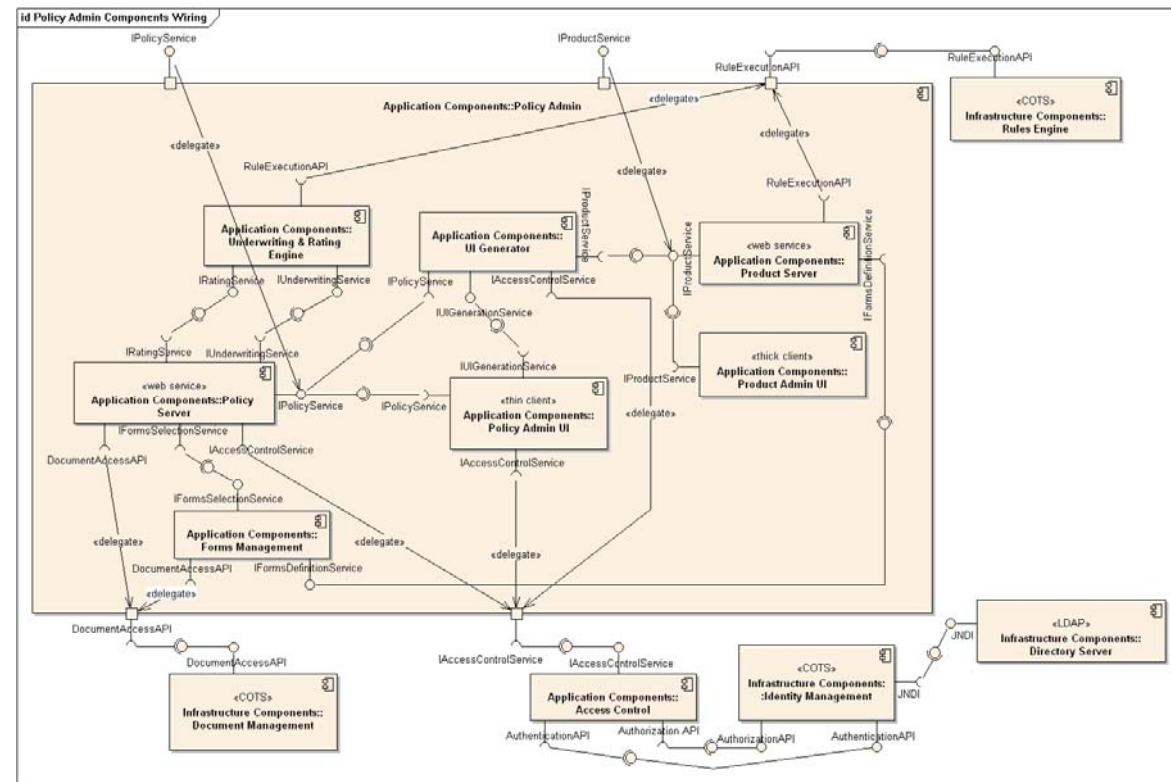 id Policy Admin Components Wiring
IPolicyService
IProductService
RuleExecutionAPI
RuleExecutionAPI
«COTS»
Infrastructure Components::
Rules Engine
Application Components::Policy Admin
«delegate»
«delegate»
«delegate»
«delegate»
RuleExecutionAPI
RuleExecutionAPI
Application Components::
Underwriting & Rating
Engine
Application Components::
UI Generator
IProductService
IProductService
«web service»
Application Components::
Product Server
IFormsDefinitionService
IRatingService
IUnderwritingService
IPolicyService
IAccessControlService
IUIGenerationService
IRatingService
IUnderwritingService
IUIGenerationService
IProductService
«thick client»
Application Components::
Product Admin UI
«web service»
Application Components::Policy
Server
IPolicyService
IPolicyService
«thin client»
Application Components::
Policy Admin UI
«delegate»
IFormsSelectionService
IAccessControlService
DocumentAccessAPI
IAccessControlService
IFormsSelectionService
Application Components::
Forms Management
«delegate»
«delegate»
«delegate»
DocumentAccessAPI
IFormsDefinitionService
«delegate»
DocumentAccessAPI
DocumentAccessAPI
IAccessControlService
IAccessControlService
«COTS»
Infrastructure Components::
Document Management
Application Components::
Access Control
«COTS»
Infrastructure Components:
:Identity Management
JNDI
JNDI
«LDAP»
Infrastructure Components::
Directory Server
AuthenticationAPI
Authorization API
AuthorizationAPI
AuthenticationAPI